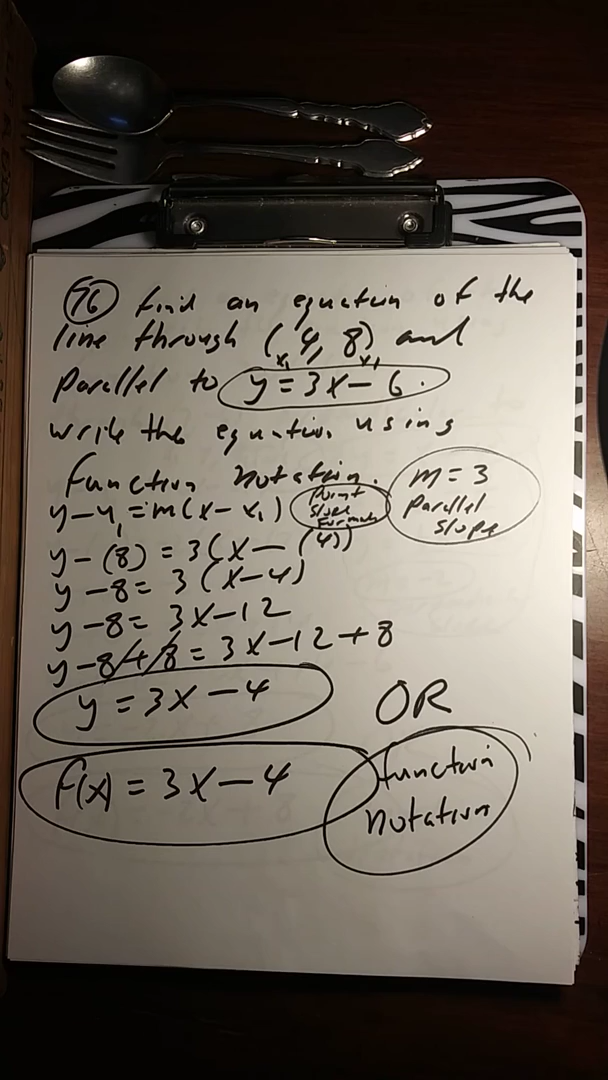 76 Find an equation of the
line through (4, 8) and
x₁ x₁
Parallel to y = 3x - 6.
write the equation using
Function Notation.
m = 3
Parallel
Slope
y - y₁ = m(x - x₁)
Point
Slope
Formula
y - (8) = 3(x - (4))
y - 8 = 3(x - 4)
y - 8 = 3x - 12
y - 8 + 8 = 3x - 12 + 8
y = 3x - 4
OR
f(x) = 3x - 4
Function
Notation